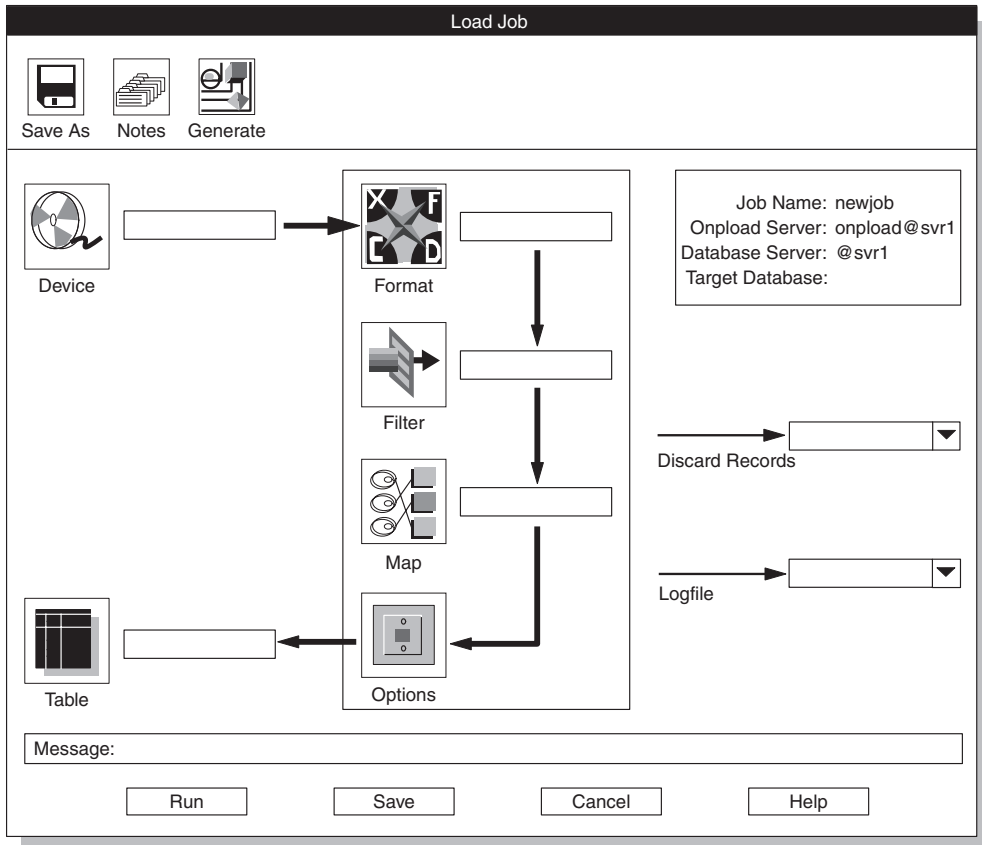 Load Job
Save As
Notes
Generate
Device
X F
C D
Format
Job Name: newjob
Onpload Server: onpload@svr1
Database Server: @svr1
Target Database:
Filter
Discard Records
Map
Logfile
Table
Options
Message:
Run
Save
Cancel
Help